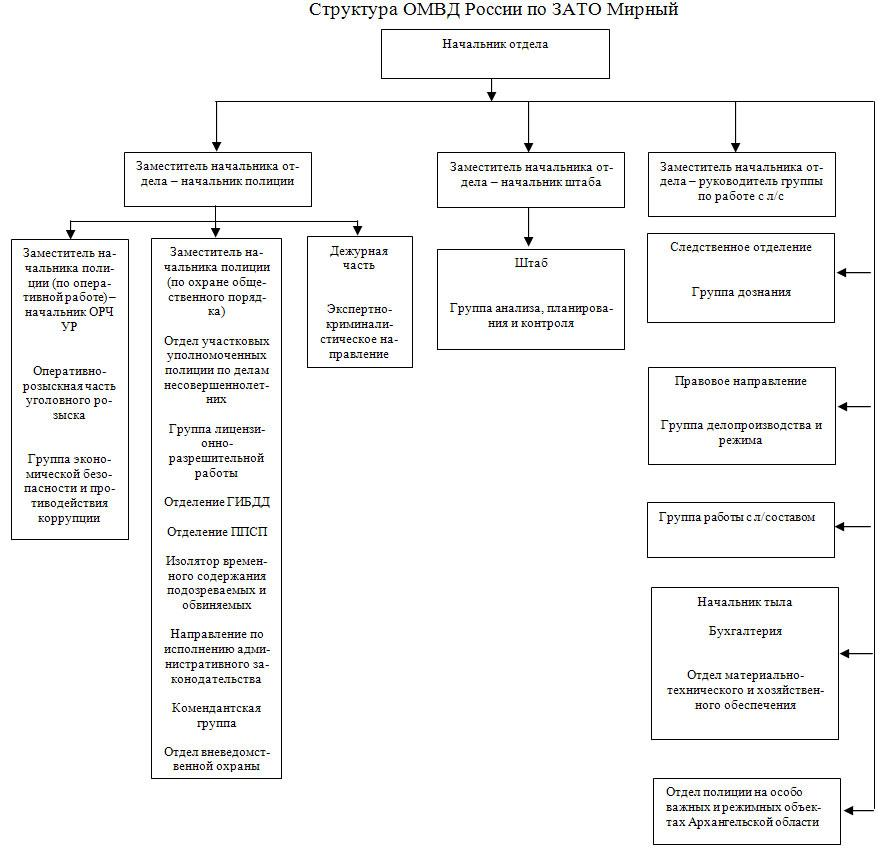 Структура ОМВД России по ЗАТО Мирный
Начальник отдела
Заместитель начальника от-
дела – начальник полиции
Заместитель начальника от-
дела – начальник штаба
Заместитель начальника от-
дела – руководитель группы
по работе с л/с
Заместитель на-
чальника поли-
ции (по опера-
тивной работе) –
начальник ОРЧ
УР
Оперативно-
розыскная часть
уголовного ро-
зыска
Группа эконо-
мической безо-
пасности и про-
тиводействия
коррупции
Заместитель на-
чальника полиции
(по охране обще-
ственного поряд-
ка)
Отдел участковых
уполномоченных
полиции по делам
несовершеннолет-
них
Группа лицензи-
онно-
разрешительной
работы
Отделение ГИБДД
Отделение ППСП
Изолятор времен-
ного содержания
подозреваемых и
обвиняемых
Направление по
исполнению адми-
нистративного за-
конодательства
Комендантская
группа
Отдел вневедомст-
венной охраны
Дежурная
часть
Экспертно-
криминали-
стическое на-
правление
Штаб
Группа анализа, планирова-
ния и контроля
Следственное отделение
Группа дознания
Правовое направление
Группа делопроизводства и
режима
Группа работы с л/составом
Начальник тыла
Бухгалтерия
Отдел материально-
технического и хозяйствен-
ного обеспечения
Отдел полиции на особо
важных и режимных объек-
тах Архангельской области